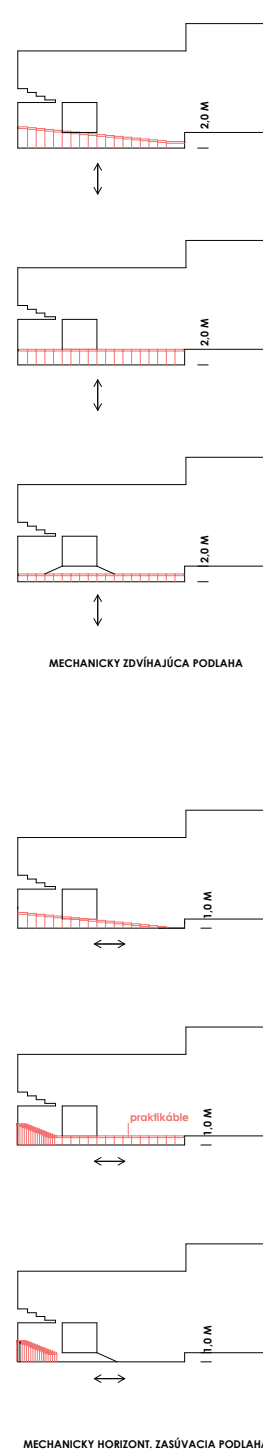 2,0 M
2,0 M
2,0 M
MECHANICKY ZDVÍHAJÚCA PODLAHA
1,0 M
praktikáble
1,0 M
1,0 M
MECHANICKY HORIZONT. ZASÚVACIA PODLAHA